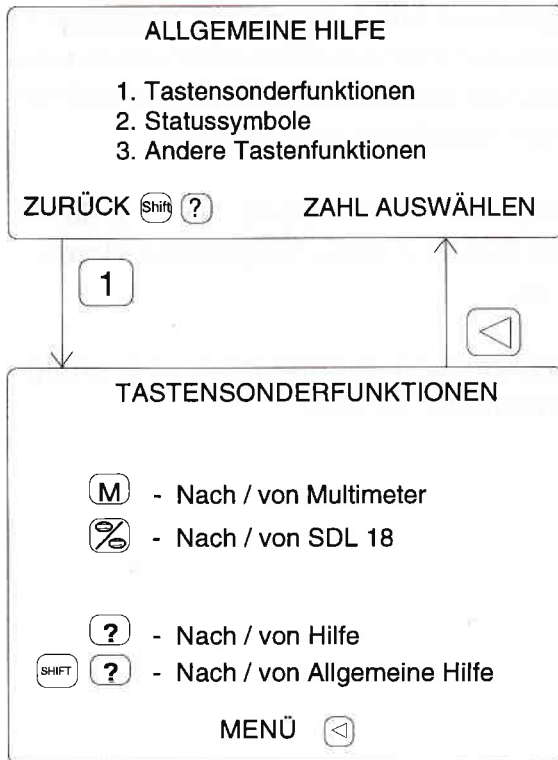 ALLGEMEINE HILFE
1. Tastensonderfunktionen
2. Statussymbole
3. Andere Tastenfunktionen
ZURÜCK Shift ? ZAHL AUSWÄHLEN
1
TASTENSONDERFUNKTIONEN
M - Nach / von Multimeter
- Nach / von SDL 18
? - Nach / von Hilfe
SHIFT ? - Nach / von Allgemeine Hilfe
MENÜ